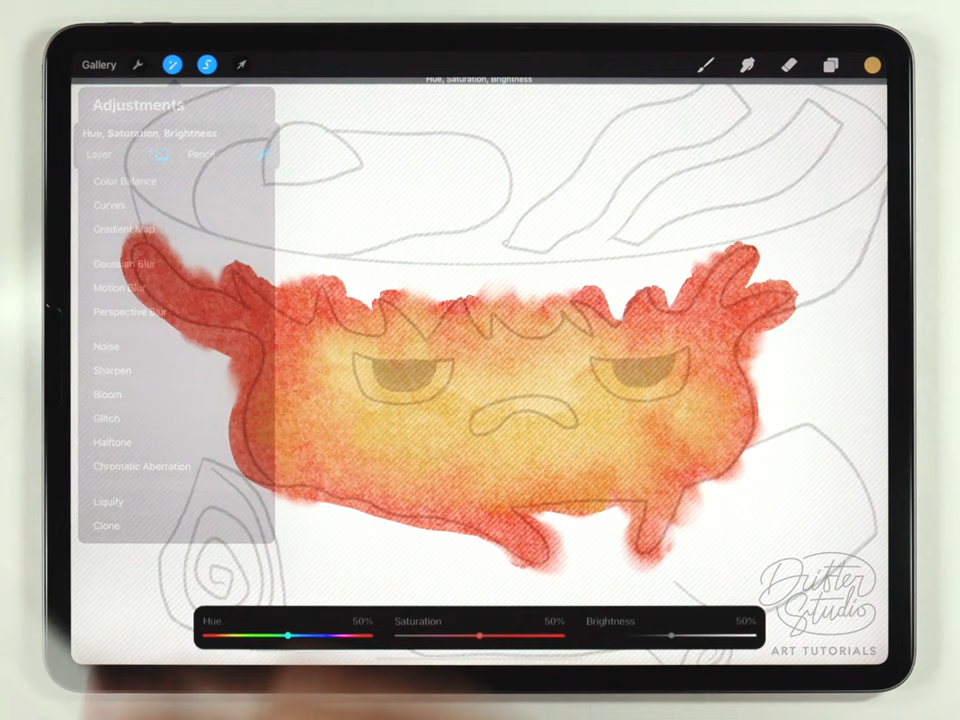 Gallery
Hue, Saturation, Brightness
Adjustments
Hue, Saturation, Brightness
Layer Pencil
Color Balance
Curves
Gradient Map
Gaussian Blur
Motion Blur
Perspective Blur
Noise
Sharpen
Bloom
Glitch
Halftone
Chromatic Aberration
Liquify
Clone
Hue 50% Saturation 50% Brightness 50%
Drifter
Studio
ART TUTORIALS